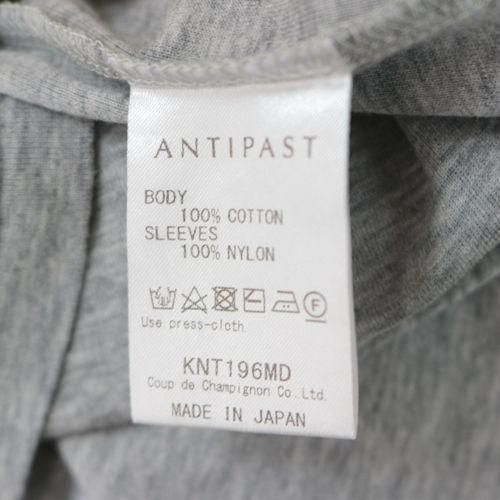 ANTIPAST
BODY
100% COTTON
SLEEVES
100% NYLON
F
Use press-cloth.
KNT196MD
Coup de Champignon Co.,Ltd.
MADE IN JAPAN